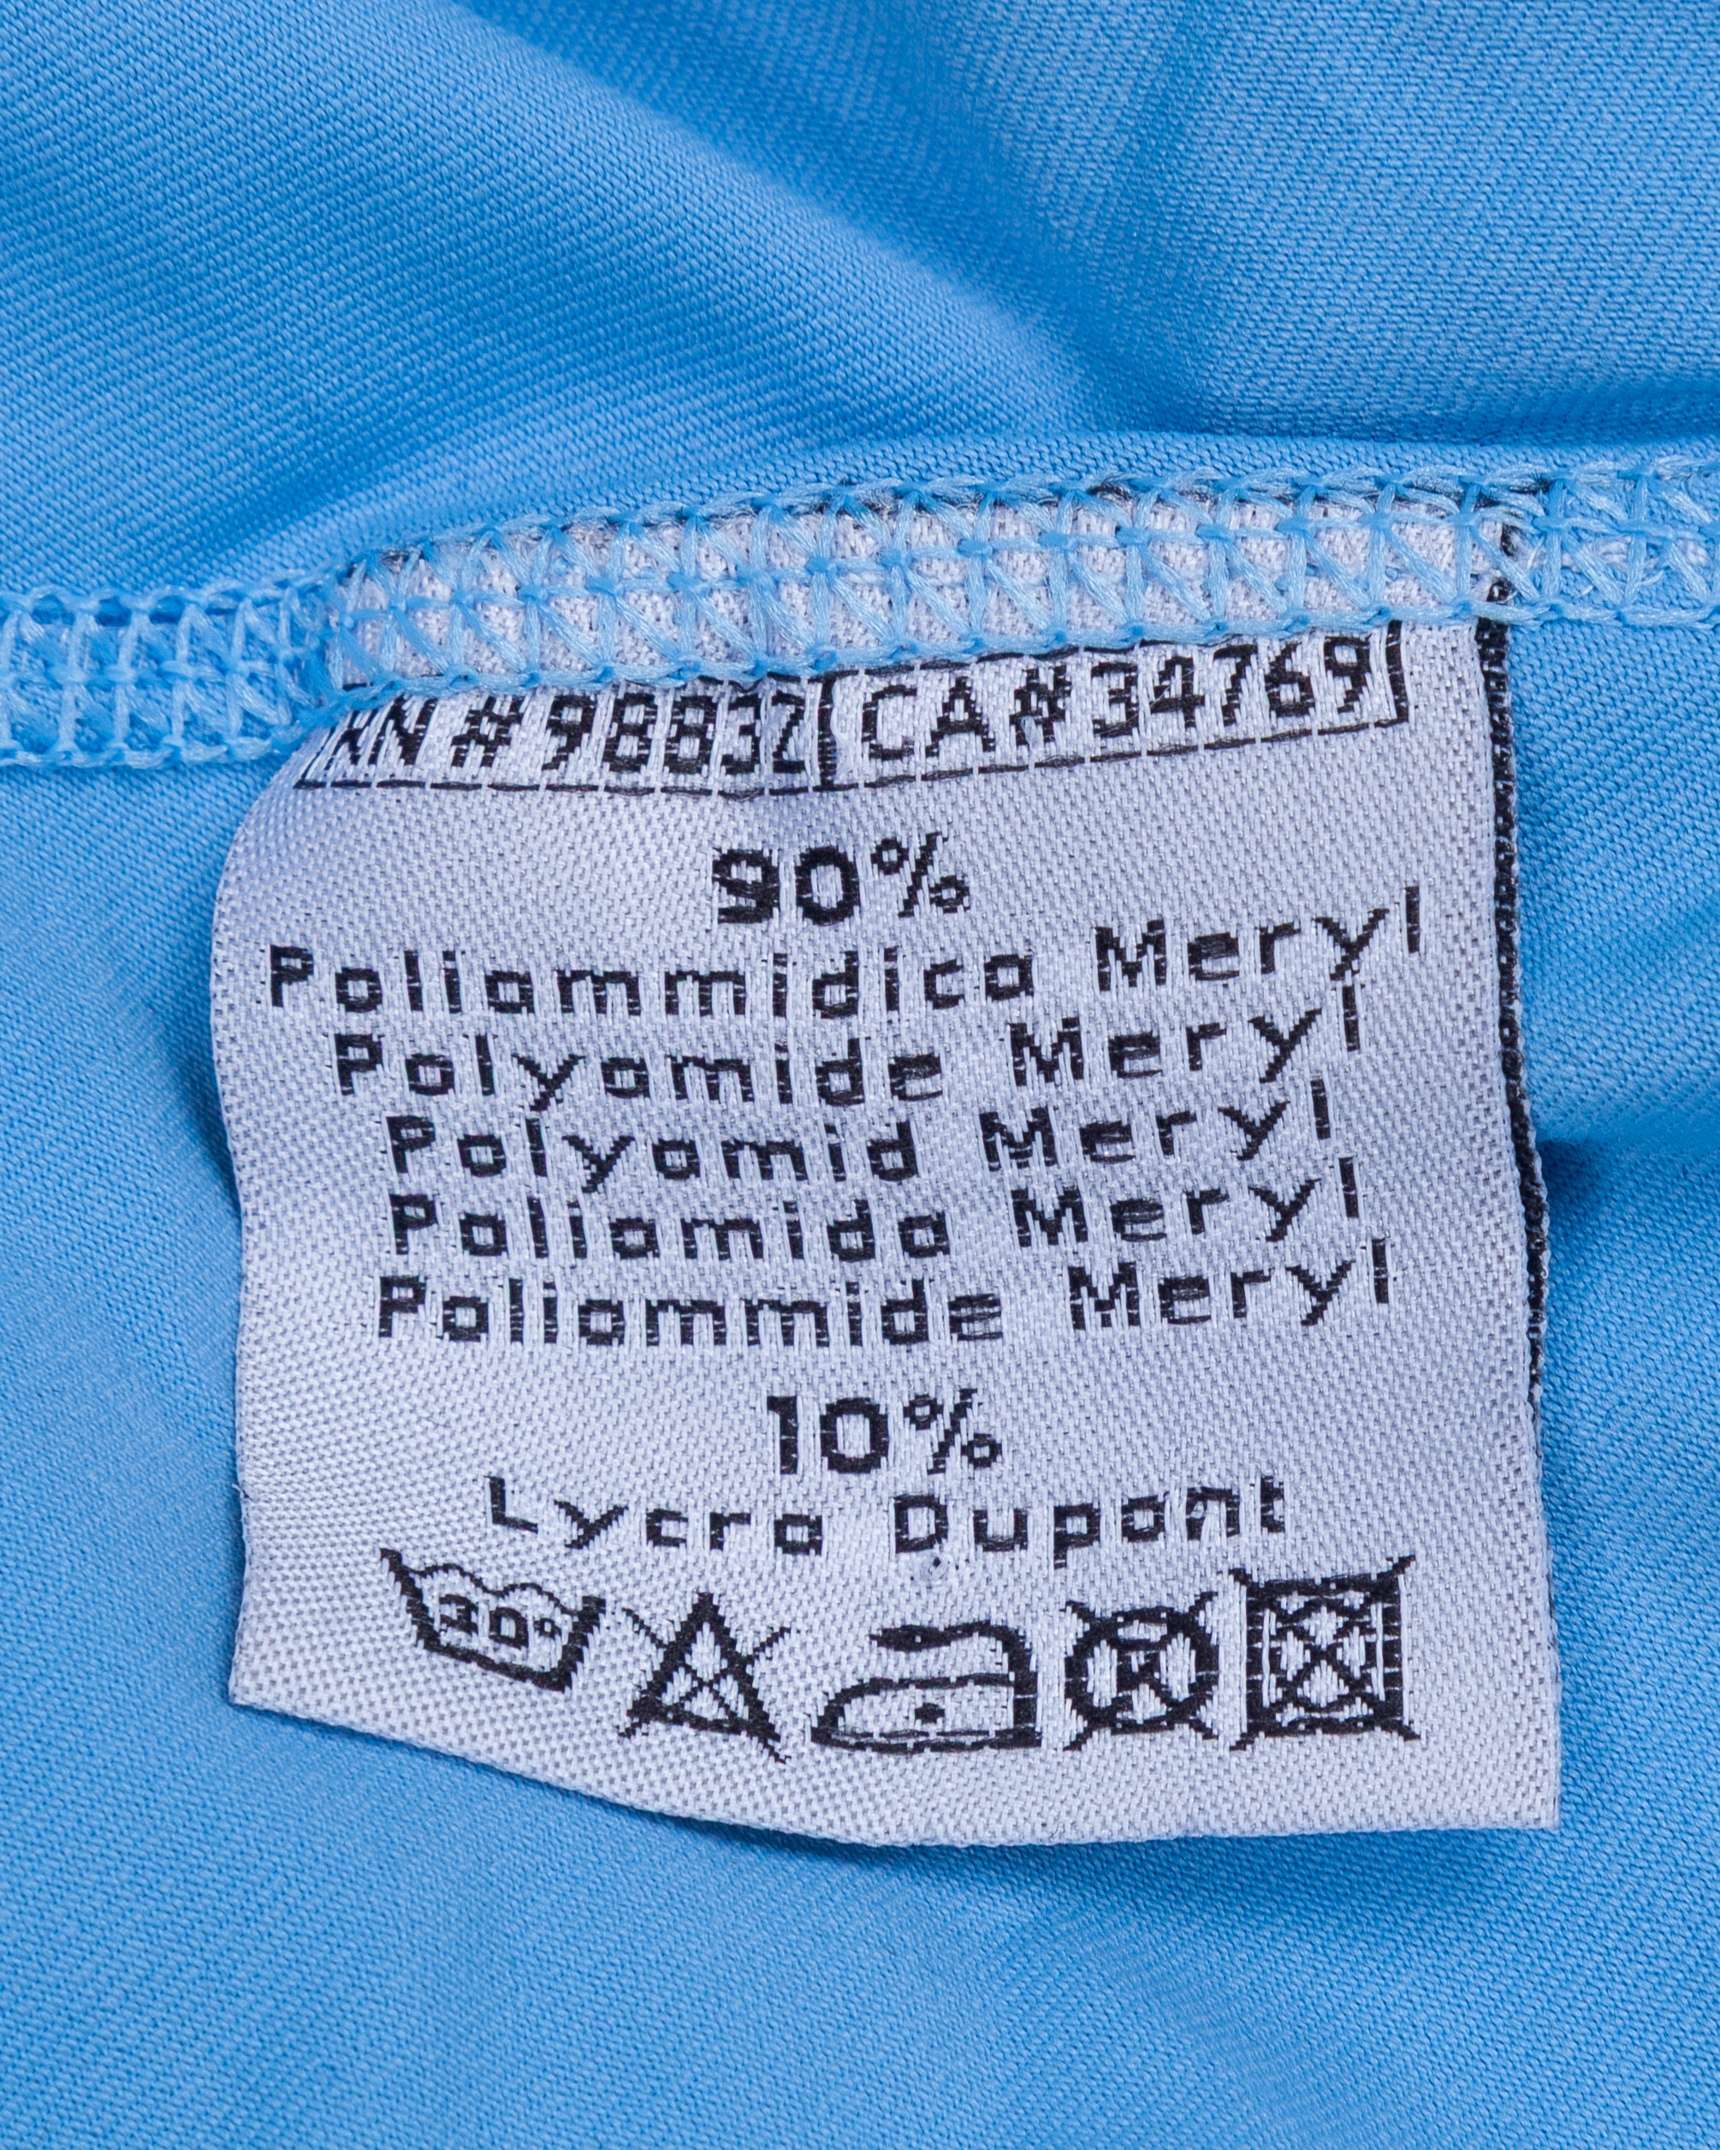 RN # 98832 CA# 34769
90%
Poliammidica Meryl
Polyamide Meryl
Polyamid Meryl
Poliamida Meryl
Poliammide Meryl
10%
Lycra Dupont
30°